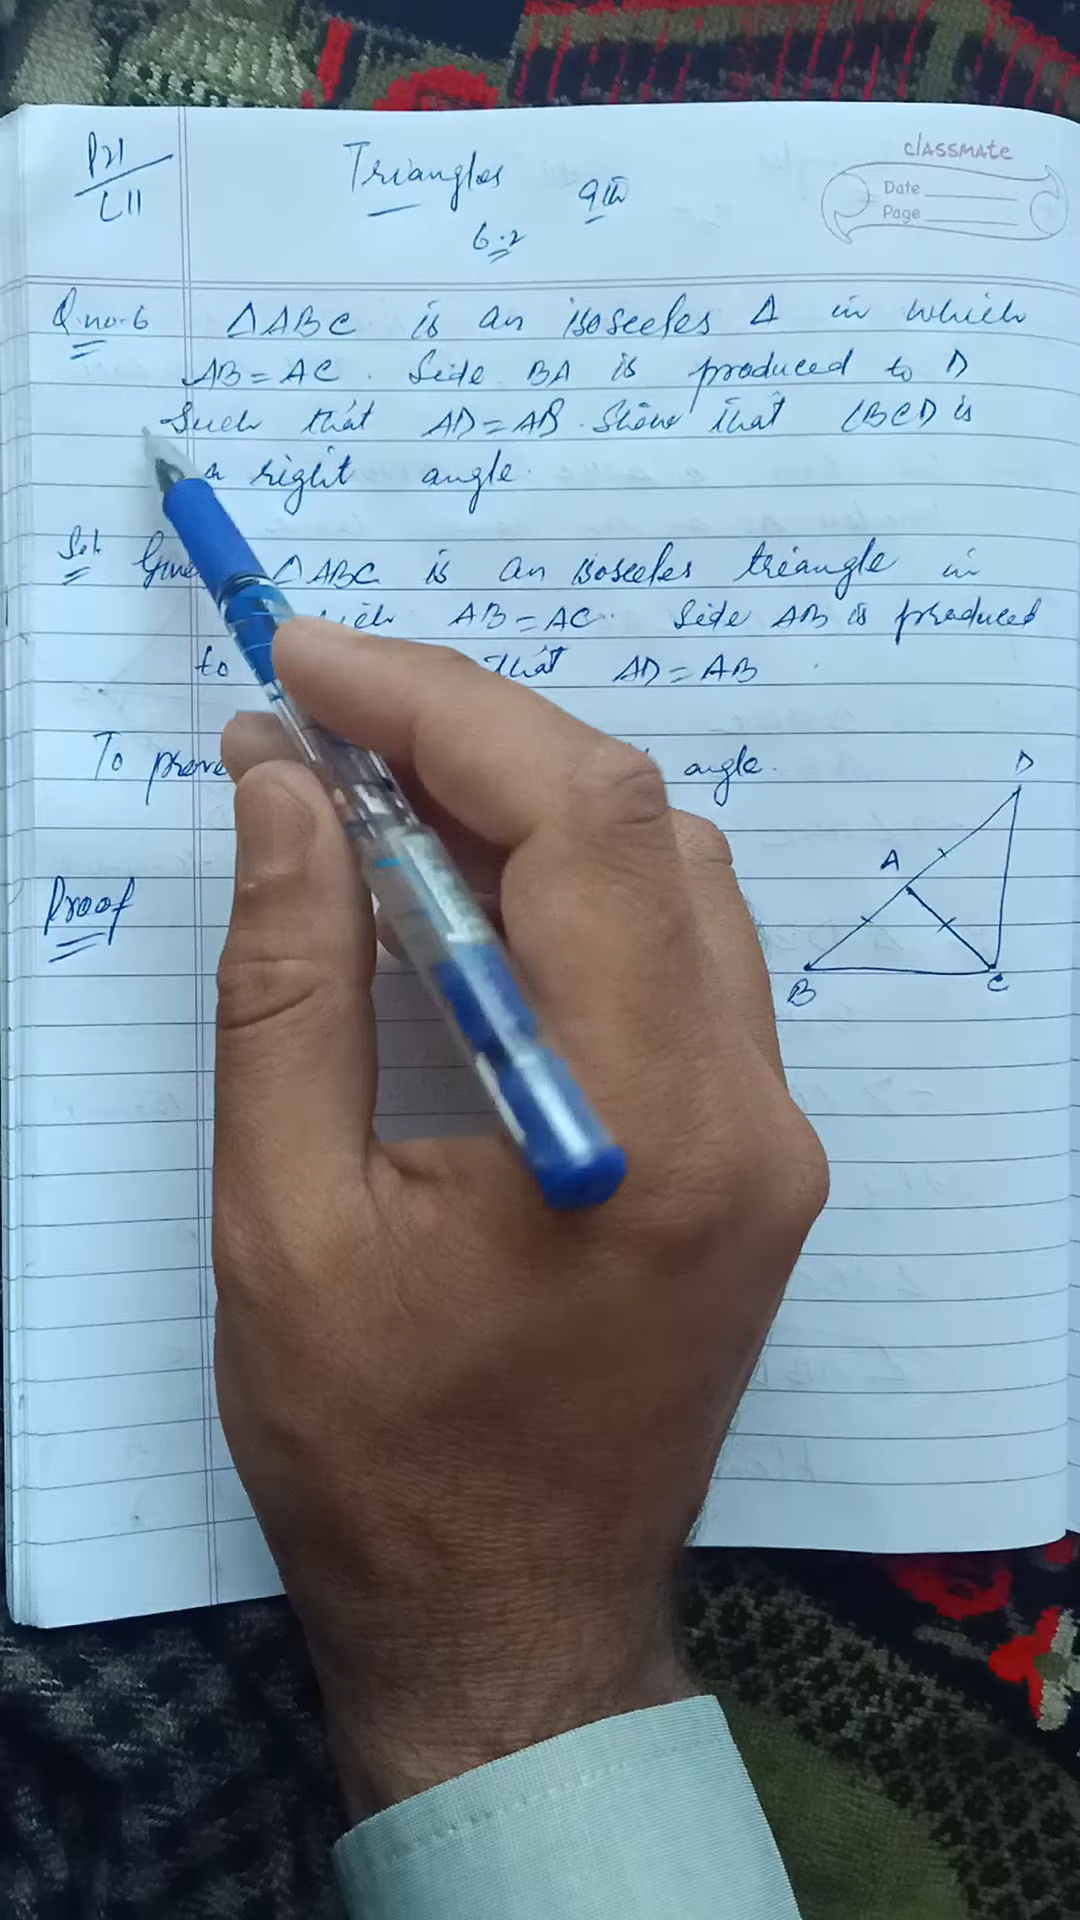 P21
L11
Triangles 9th
6.2
classmate
Date
Page
Q.no.6 △ABC is an isosceles △ in which
AB = AC. Side BA is produced to D
Such that AD = AB. Show that ∠BCD is
a right angle.
Sol. Given △ABC is an isosceles triangle in
AB = AC. Side AB is produced
to that AD = AB
To prove angle.
D
A
Proof
B C